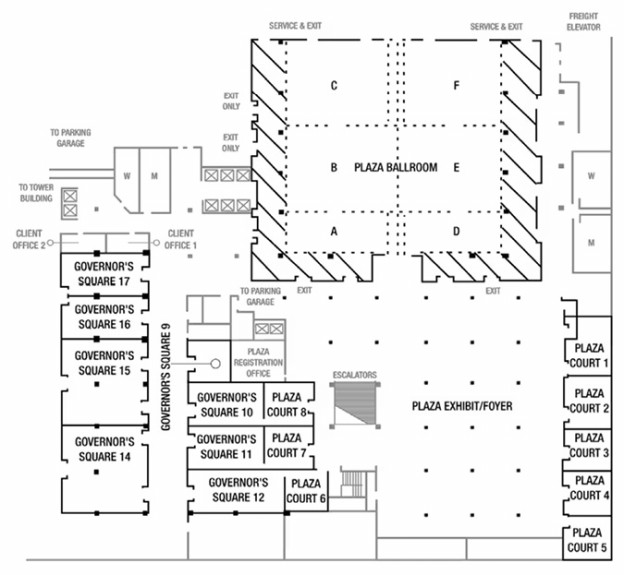 SERVICE & EXIT
SERVICE & EXIT
FREIGHT
ELEVATOR
C
F
EXIT
ONLY
TO PARKING
GARAGE
EXIT
ONLY
B
PLAZA BALLROOM
E
W
M
W
TO TOWER
BUILDING
A
D
CLIENT
OFFICE 2
CLIENT
OFFICE 1
M
GOVERNOR'S
SQUARE 17
TO PARKING
GARAGE
EXIT
EXIT
GOVERNOR'S
SQUARE 16
GOVERNOR'S SQUARE 9
PLAZA
REGISTRATION
OFFICE
PLAZA
COURT 1
GOVERNOR'S
SQUARE 15
ESCALATORS
GOVERNOR'S
SQUARE 10
PLAZA
COURT 8
PLAZA EXHIBIT/FOYER
PLAZA
COURT 2
GOVERNOR'S
SQUARE 11
PLAZA
COURT 7
PLAZA
COURT 3
GOVERNOR'S
SQUARE 14
GOVERNOR'S
SQUARE 12
PLAZA
COURT 6
PLAZA
COURT 4
PLAZA
COURT 5